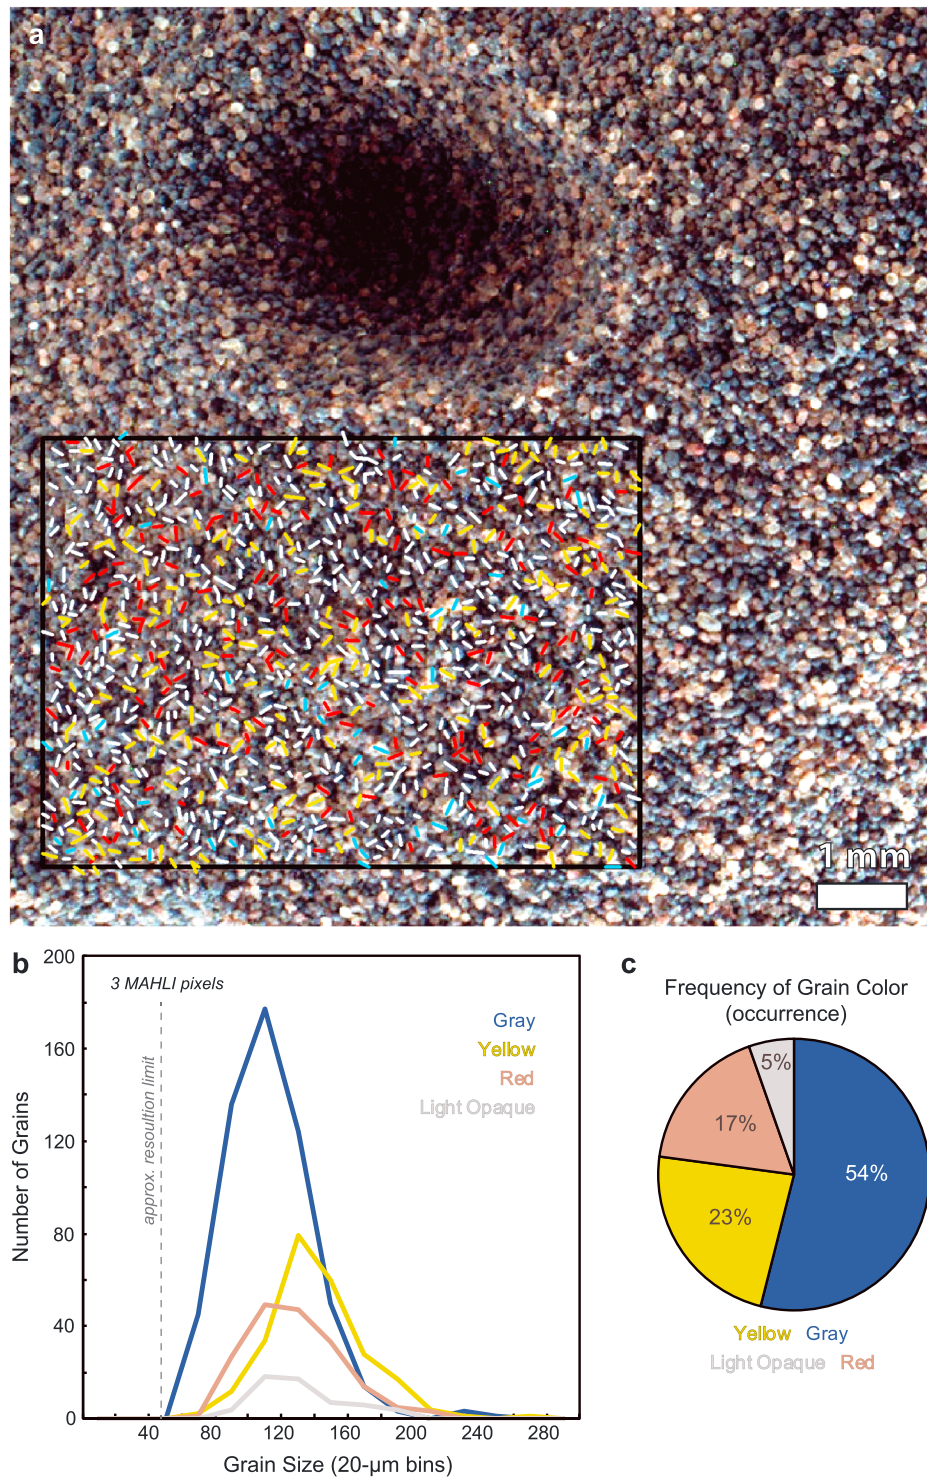 a
1 mm
b
200
160
120
80
40
0
Number of Grains
3 MAHLI pixels
approx. resoultion limit
Gray
Yellow
Red
Light Opaque
40 80 120 160 200 240 280
Grain Size (20-μm bins)
c
Frequency of Grain Color
(occurrence)
5%
17%
54%
23%
Yellow Gray
Light Opaque Red